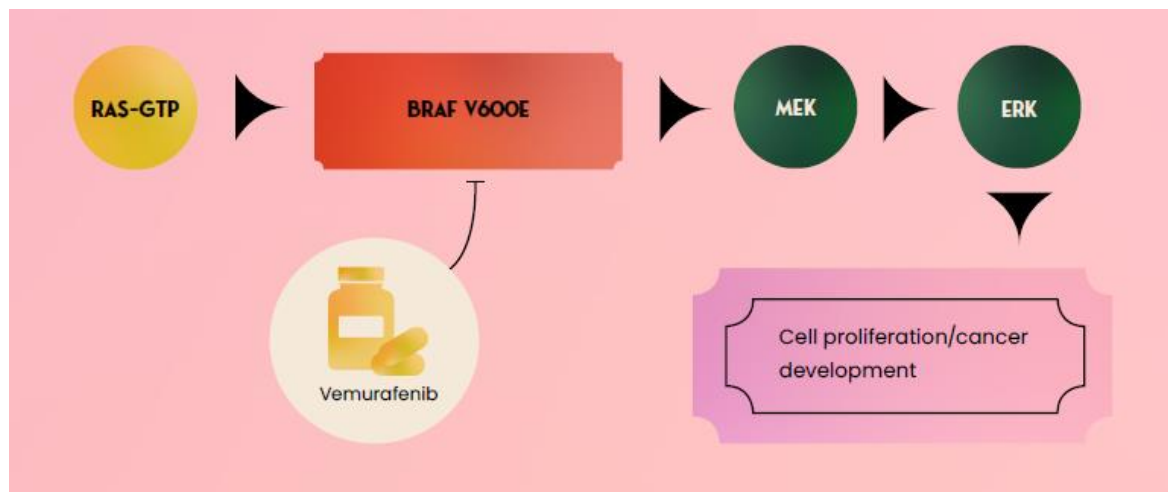 RAS-GTP
BRAF V600E
MEK
ERK
Vemurafenib
Cell proliferation/cancer
development